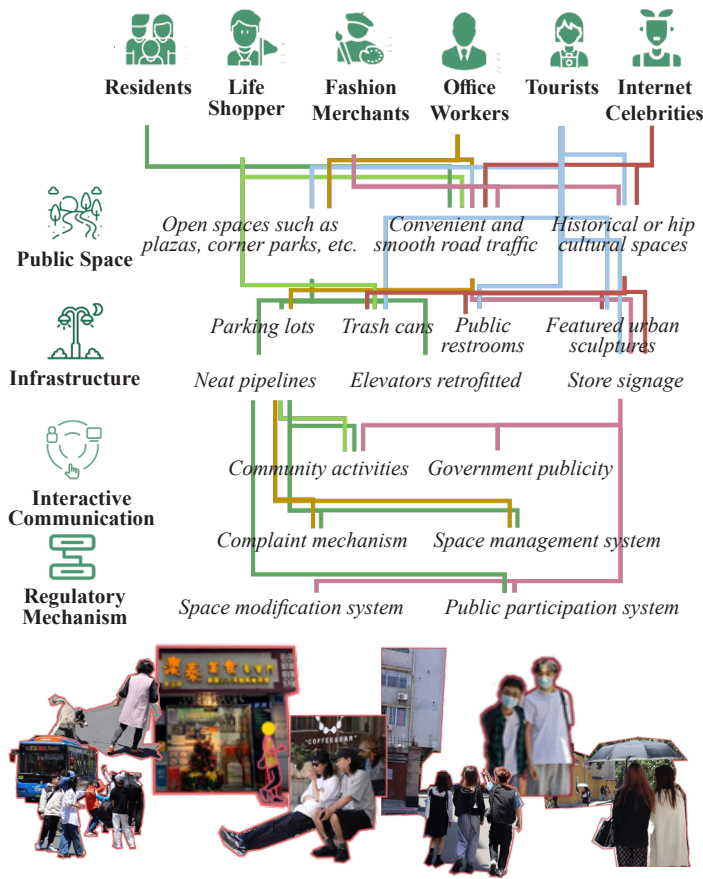 Residents
Life
Shopper
Fashion
Merchants
Office
Workers
Tourists
Internet
Celebrities
Public Space
Open spaces such as
plazas, corner parks, etc.
Convenient and
smooth road traffic
Historical or hip
cultural spaces
Infrastructure
Parking lots
Trash cans
Public
restrooms
Featured urban
sculptures
Neat pipelines
Elevators retrofitted
Store signage
Interactive
Communication
Community activities
Government publicity
Complaint mechanism
Space management system
Regulatory
Mechanism
Space modification system
Public participation system
"COFFEE&BAR"